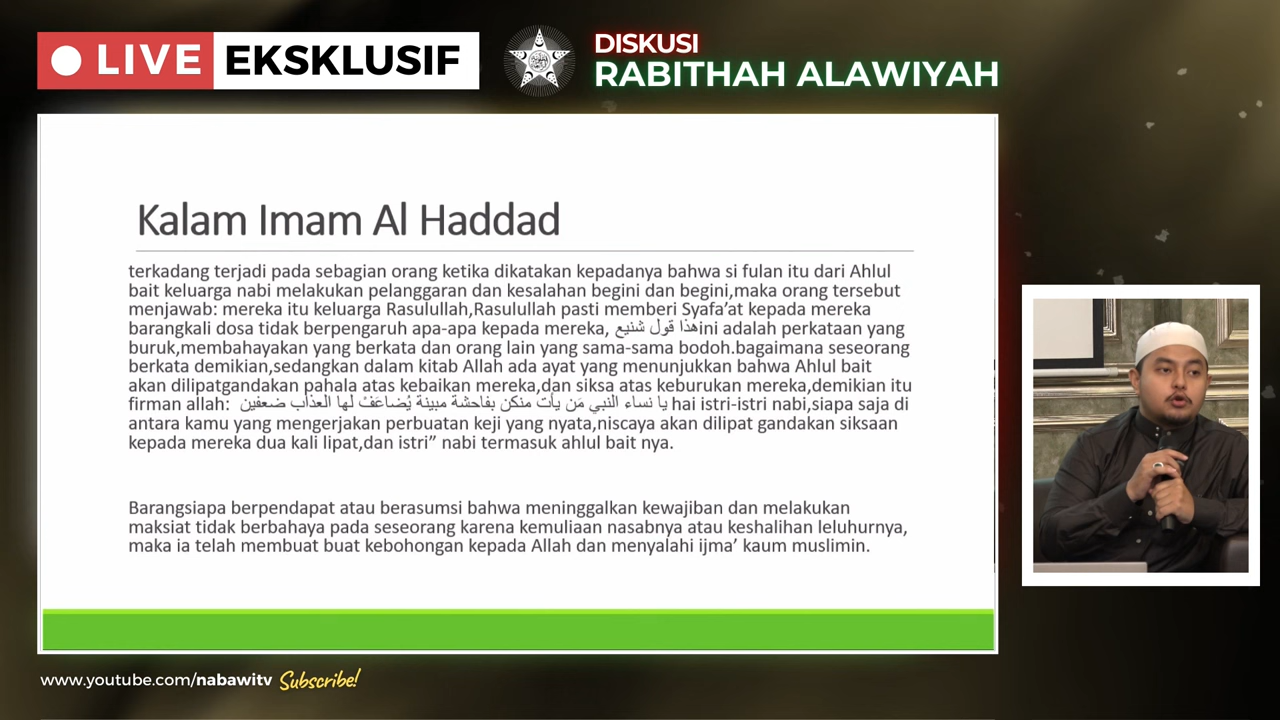 LIVE EKSKLUSIF
DISKUSI
RABITHAH ALAWIYAH
Kalam Imam Al Haddad
terkadang terjadi pada sebagian orang ketika dikatakan kepadanya bahwa si fulan itu dari Ahlul
bait keluarga nabi melakukan pelanggaran dan kesalahan begini dan begini,maka orang tersebut
menjawab: mereka itu keluarga Rasulullah,Rasulullah pasti memberi Syafa’at kepada mereka
barangkali dosa tidak berpengaruh apa-apa kepada mereka, هذا قول شنيع ini adalah perkataan yang
buruk,membahayakan yang berkata dan orang lain yang sama-sama bodoh.bagaimana seseorang
berkata demikian,sedangkan dalam kitab Allah ada ayat yang menunjukkan bahwa Ahlul bait
akan dilipatgandakan pahala atas kebaikan mereka,dan siksa atas keburukan mereka,demikian itu
firman allah: يا نساء النبي مَن يأت منكن بفاحشة مبينة يُضاعفْ لها العذاب ضعفين hai istri-istri nabi,siapa saja di
antara kamu yang mengerjakan perbuatan keji yang nyata,niscaya akan dilipat gandakan siksaan
kepada mereka dua kali lipat,dan istri” nabi termasuk ahlul bait nya.
Barangsiapa berpendapat atau berasumsi bahwa meninggalkan kewajiban dan melakukan
maksiat tidak berbahaya pada seseorang karena kemuliaan nasabnya atau keshalihan leluhurnya,
maka ia telah membuat buat kebohongan kepada Allah dan menyalahi ijma’ kaum muslimin.
www.youtube.com/nabawitv Subscribe!